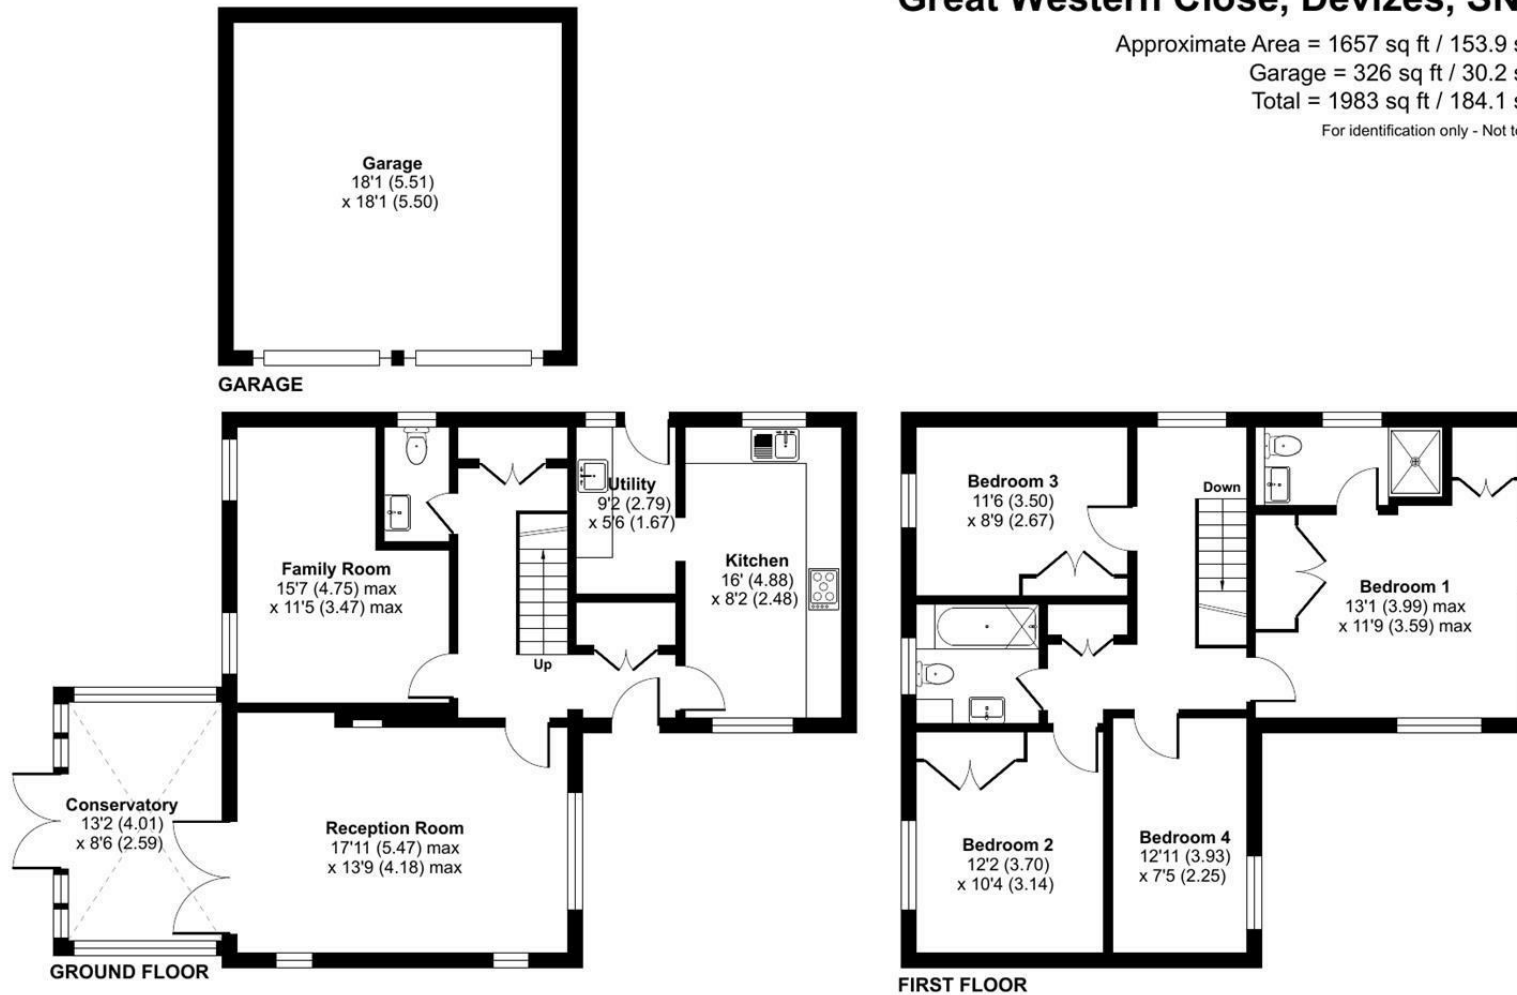 Great Western Close, Devizes, SN
Approximate Area = 1657 sq ft / 153.9 s
Garage = 326 sq ft / 30.2 s
Total = 1983 sq ft / 184.1 s
For identification only - Not to
Garage
18'1 (5.51)
x 18'1 (5.50)
GARAGE
Utility
9'2 (2.79)
x 5'6 (1.67)
Kitchen
16' (4.88)
x 8'2 (2.48)
Family Room
15'7 (4.75) max
x 11'5 (3.47) max
Up
Conservatory
13'2 (4.01)
x 8'6 (2.59)
Reception Room
17'11 (5.47) max
x 13'9 (4.18) max
GROUND FLOOR
Bedroom 3
11'6 (3.50)
x 8'9 (2.67)
Down
Bedroom 1
13'1 (3.99) max
x 11'9 (3.59) max
Bedroom 2
12'2 (3.70)
x 10'4 (3.14)
Bedroom 4
12'11 (3.93)
x 7'5 (2.25)
FIRST FLOOR